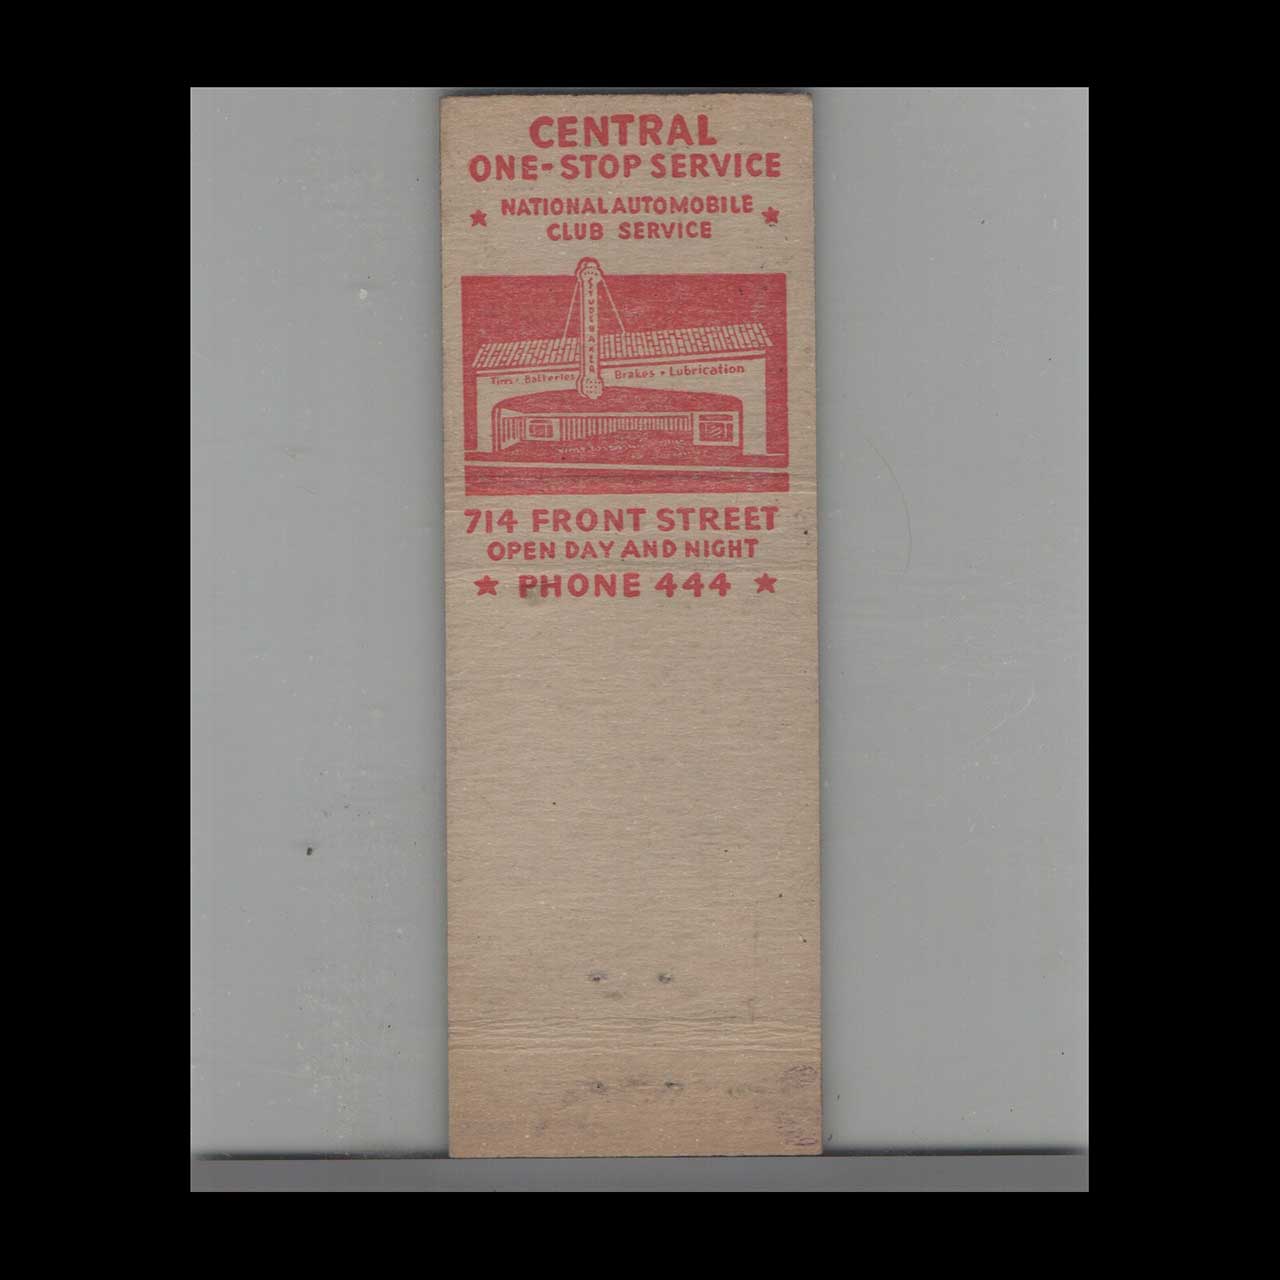 CENTRAL
ONE-STOP SERVICE
NATIONAL AUTOMOBILE
CLUB SERVICE
STUDEBAKER
Tires • Batteries
Brakes • Lubrication
714 FRONT STREET
OPEN DAY AND NIGHT
PHONE 444